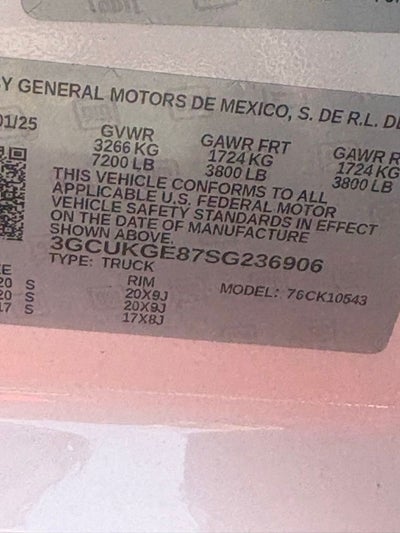 Y GENERAL MOTORS DE MEXICO, S. DE R.L. DE
01/25
GVWR GAWR FRT GAWR R
3266 KG 1724 KG 1724 KG
7200 LB 3800 LB 3800 LB
THIS VEHICLE CONFORMS TO ALL
APPLICABLE U.S. FEDERAL MOTOR
VEHICLE SAFETY STANDARDS IN EFFECT
ON THE DATE OF MANUFACTURE
SHOWN ABOVE.
3GCUKGE87SG236906
TYPE: TRUCK
RIM MODEL: 76CK10543
20 S 20X9J
20 S 20X9J
17 S 17X8J